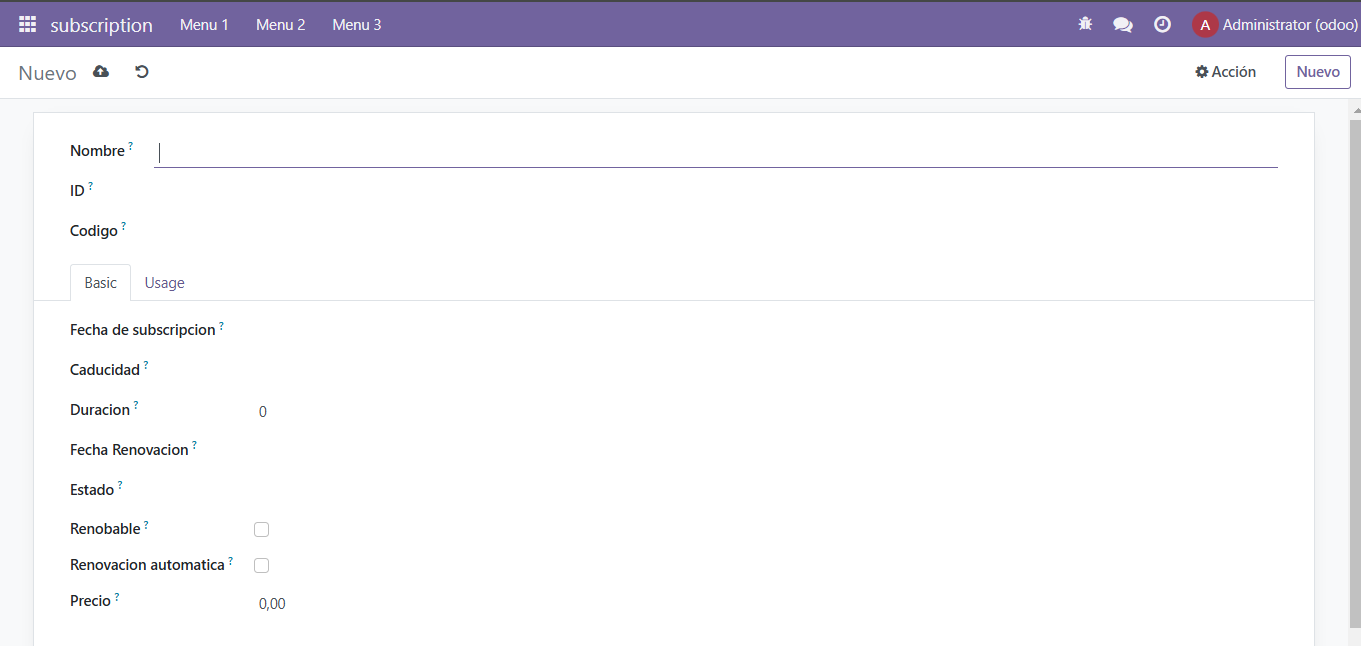 subscription Menu 1 Menu 2 Menu 3 A Administrator (odoo)
Nuevo Acción Nuevo
Nombre ?
ID ?
Codigo ?
Basic Usage
Fecha de subscripcion ?
Caducidad ?
Duracion ? 0
Fecha Renovacion ?
Estado ?
Renobable ?
Renovacion automatica ?
Precio ? 0,00